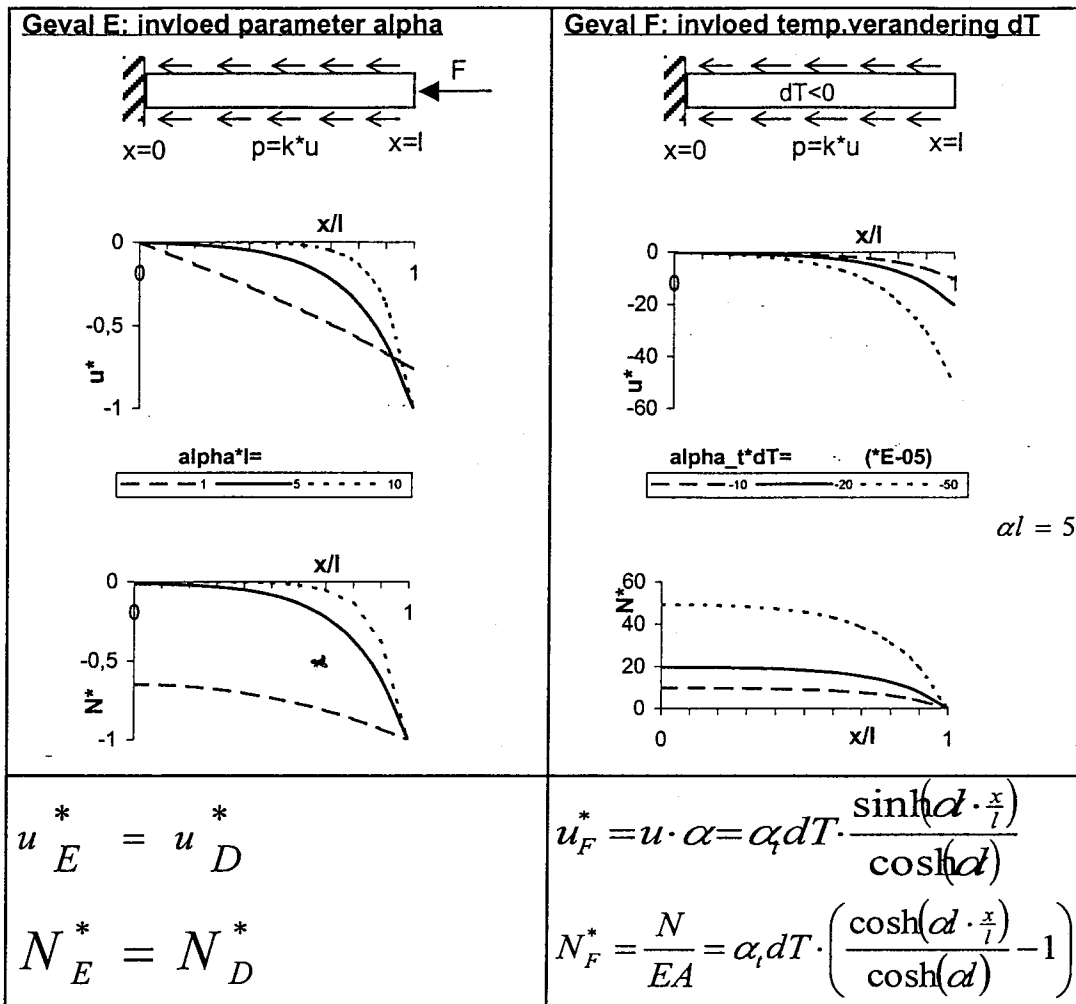 Geval E: invloed parameter alpha
F
x=0 p=k*u x=l
x/l
0
0
1
-0,5
-1
u*
alpha*l=
1 5 10
x/l
0
0
1
-0,5
-1
N*
u*E = u*D
N*E = N*D
Geval F: invloed temp.verandering dT
dT<0
x=0 p=k*u x=l
x/l
0
0
1
-20
-40
-60
u*
alpha_t*dT= (*E-05)
-10 -20 -50
αl = 5
60
40
20
0
N*
0 x/l 1
u*F = u · α = αt dT · sinh(αl · x/l) / cosh(αl)
N*F = N / EA = αt dT · ( cosh(αl · x/l) / cosh(αl) − 1 )